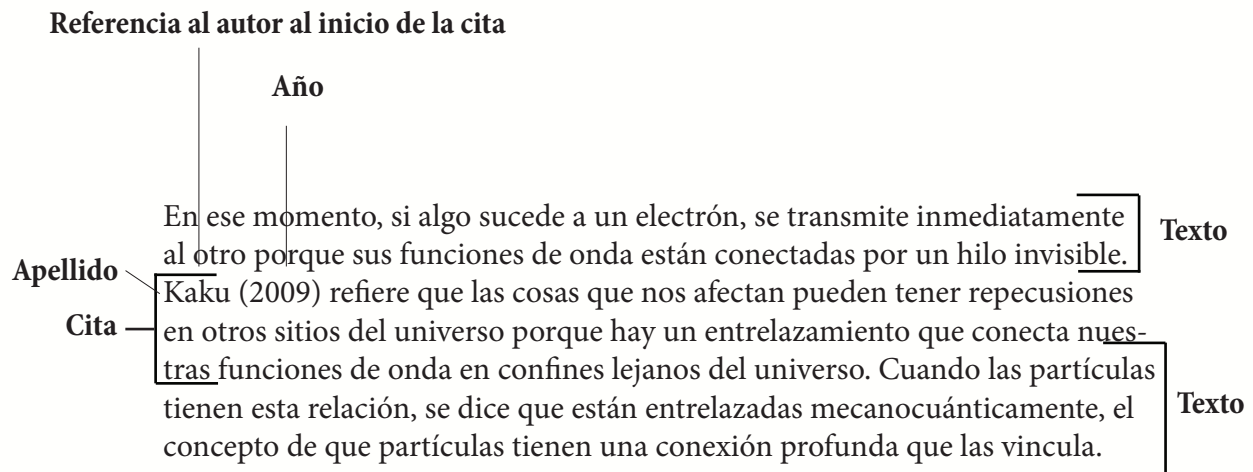 Referencia al autor al inicio de la cita
Año
En ese momento, si algo sucede a un electrón, se transmite inmediatamente
al otro porque sus funciones de onda están conectadas por un hilo invisible.
Texto
Apellido
Kaku (2009) refiere que las cosas que nos afectan pueden tener repecusiones
Cita
en otros sitios del universo porque hay un entrelazamiento que conecta nues-
tras funciones de onda en confines lejanos del universo. Cuando las partículas
tienen esta relación, se dice que están entrelazadas mecanocuánticamente, el
Texto
concepto de que partículas tienen una conexión profunda que las vincula.